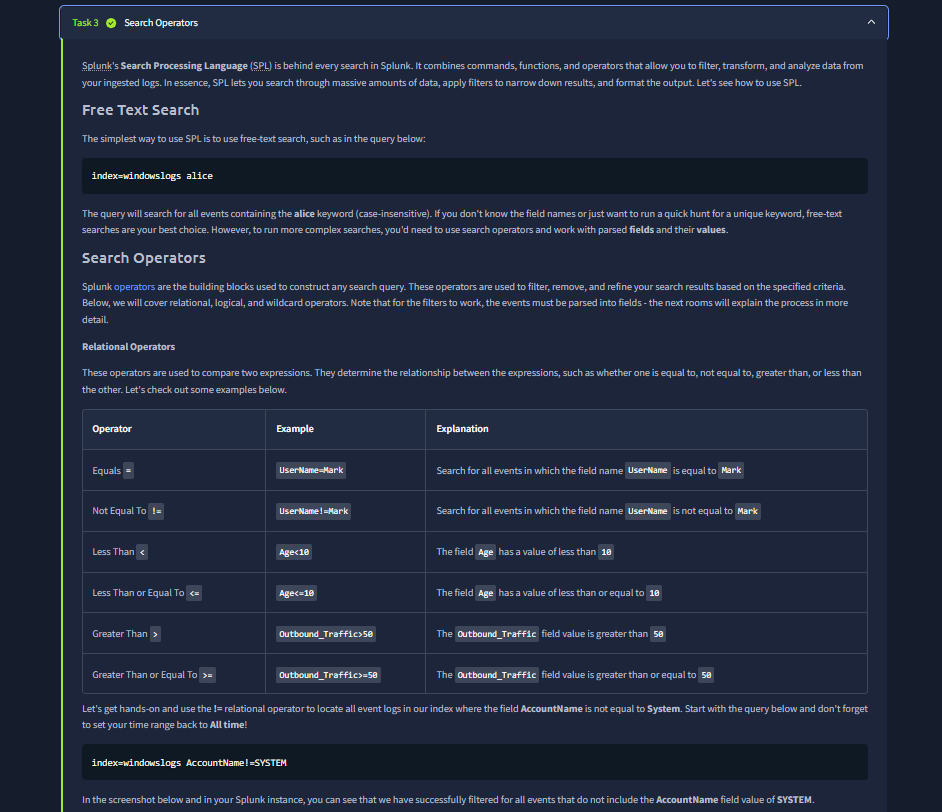 Task 3 Search Operators
Splunk's Search Processing Language (SPL) is behind every search in Splunk. It combines commands, functions, and operators that allow you to filter, transform, and analyze data from
your ingested logs. In essence, SPL lets you search through massive amounts of data, apply filters to narrow down results, and format the output. Let's see how to use SPL.
Free Text Search
The simplest way to use SPL is to use free-text search, such as in the query below:
index=windowslogs alice
The query will search for all events containing the alice keyword (case-insensitive). If you don't know the field names or just want to run a quick hunt for a unique keyword, free-text
searches are your best choice. However, to run more complex searches, you'd need to use search operators and work with parsed fields and their values.
Search Operators
Splunk operators are the building blocks used to construct any search query. These operators are used to filter, remove, and refine your search results based on the specified criteria.
Below, we will cover relational, logical, and wildcard operators. Note that for the filters to work, the events must be parsed into fields - the next rooms will explain the process in more
detail.
Relational Operators
These operators are used to compare two expressions. They determine the relationship between the expressions, such as whether one is equal to, not equal to, greater than, or less than
the other. Let's check out some examples below.
Operator Example Explanation
Equals = UserName=Mark Search for all events in which the field name UserName is equal to Mark
Not Equal To != UserName!=Mark Search for all events in which the field name UserName is not equal to Mark
Less Than < Age<10 The field Age has a value of less than 10
Less Than or Equal To <= Age<=10 The field Age has a value of less than or equal to 10
Greater Than > Outbound_Traffic>50 The Outbound_Traffic field value is greater than 50
Greater Than or Equal To >= Outbound_Traffic>=50 The Outbound_Traffic field value is greater than or equal to 50
Let's get hands-on and use the != relational operator to locate all event logs in our index where the field AccountName is not equal to System. Start with the query below and don't forget
to set your time range back to All time!
index=windowslogs AccountName!=SYSTEM
In the screenshot below and in your Splunk instance, you can see that we have successfully filtered for all events that do not include the AccountName field value of SYSTEM.